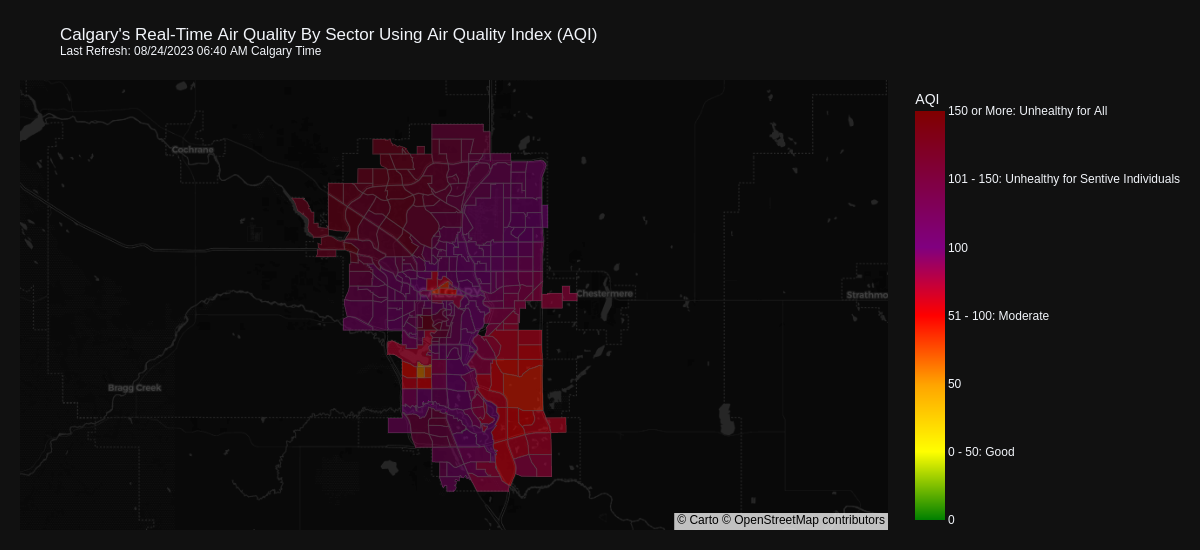 Calgary's Real-Time Air Quality By Sector Using Air Quality Index (AQI)
Last Refresh: 08/24/2023 06:40 AM Calgary Time
AQI
150 or More: Unhealthy for All
101 - 150: Unhealthy for Sentive Individuals
100
51 - 100: Moderate
50
0 - 50: Good
0
Cochrane
Chestermere
Strathmo
Bragg Creek
© Carto © OpenStreetMap contributors